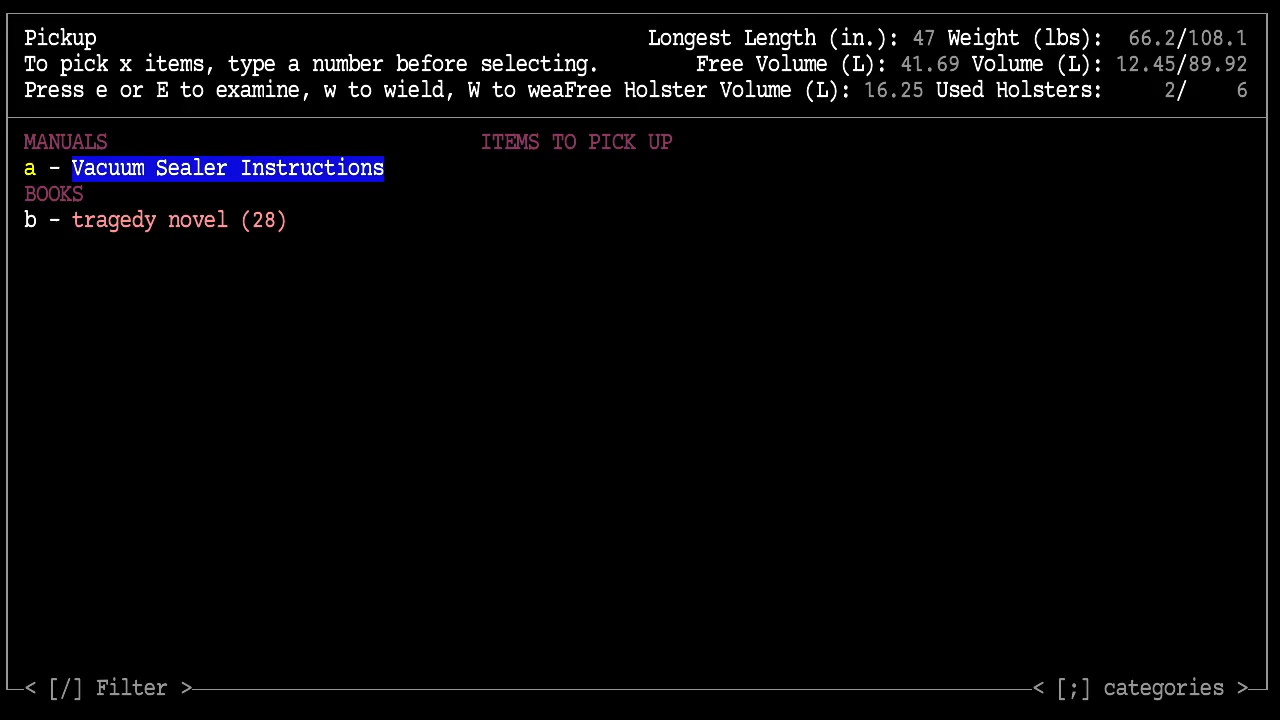 Pickup Longest Length (in.): 47 Weight (lbs): 66.2/108.1
To pick x items, type a number before selecting. Free Volume (L): 41.69 Volume (L): 12.45/89.92
Press e or E to examine, w to wield, W to weaFree Holster Volume (L): 16.25 Used Holsters: 2/ 6
MANUALS ITEMS TO PICK UP
a - Vacuum Sealer Instructions
BOOKS
b - tragedy novel (28)
< [/] Filter > < [;] categories >